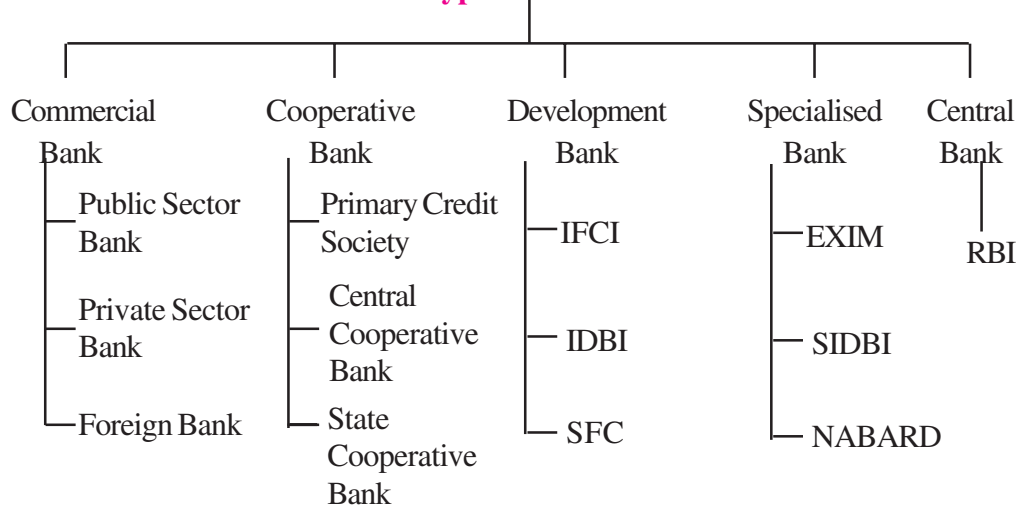 Commercial
Bank
Public Sector
Bank
Private Sector
Bank
Foreign Bank
Cooperative
Bank
Primary Credit
Society
Central
Cooperative
Bank
State
Cooperative
Bank
Development
Bank
IFCI
IDBI
SFC
Specialised
Bank
EXIM
SIDBI
NABARD
Central
Bank
RBI